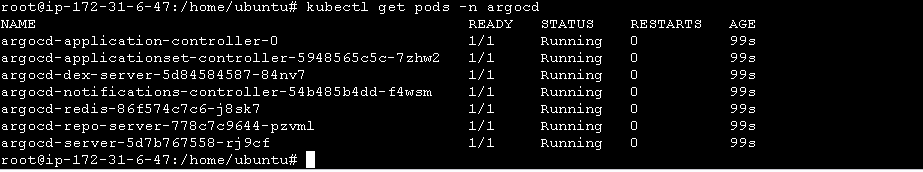 root@ip-172-31-6-47:/home/ubuntu# kubectl get pods -n argocd
NAME READY STATUS RESTARTS AGE
argocd-application-controller-0 1/1 Running 0 99s
argocd-applicationset-controller-5948565c5c-7zhw2 1/1 Running 0 99s
argocd-dex-server-5d84584587-84nv7 1/1 Running 0 99s
argocd-notifications-controller-54b485b4dd-f4wsm 1/1 Running 0 99s
argocd-redis-86f574c7c6-j8sk7 1/1 Running 0 99s
argocd-repo-server-778c7c9644-pzvml 1/1 Running 0 99s
argocd-server-5d7b767558-rj9cf 1/1 Running 0 99s
root@ip-172-31-6-47:/home/ubuntu#